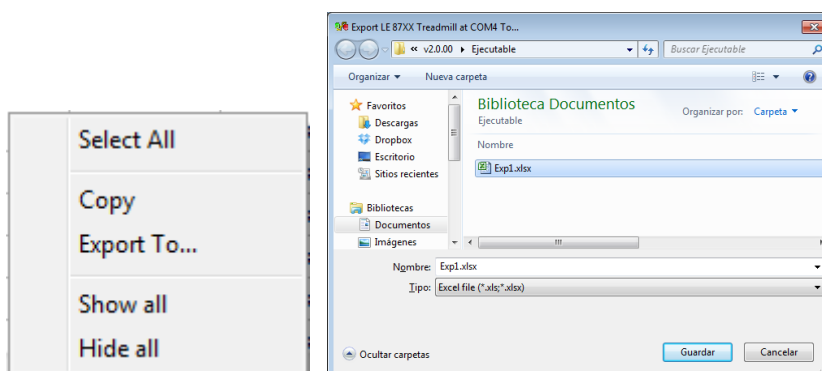 Select All
Copy
Export To...
Show all
Hide all
Export LE 87XX Treadmill at COM4 To...
« v2.0.00 ▸ Ejecutable
Buscar Ejecutable
Organizar
Nueva carpeta
Favoritos
Descargas
Dropbox
Escritorio
Sitios recientes
Bibliotecas
Documentos
Imágenes
Biblioteca Documentos
Ejecutable
Organizar por: Carpeta
Nombre
Exp1.xlsx
Nombre: Exp1.xlsx
Tipo: Excel file (*.xls;*.xlsx)
Ocultar carpetas
Guardar
Cancelar